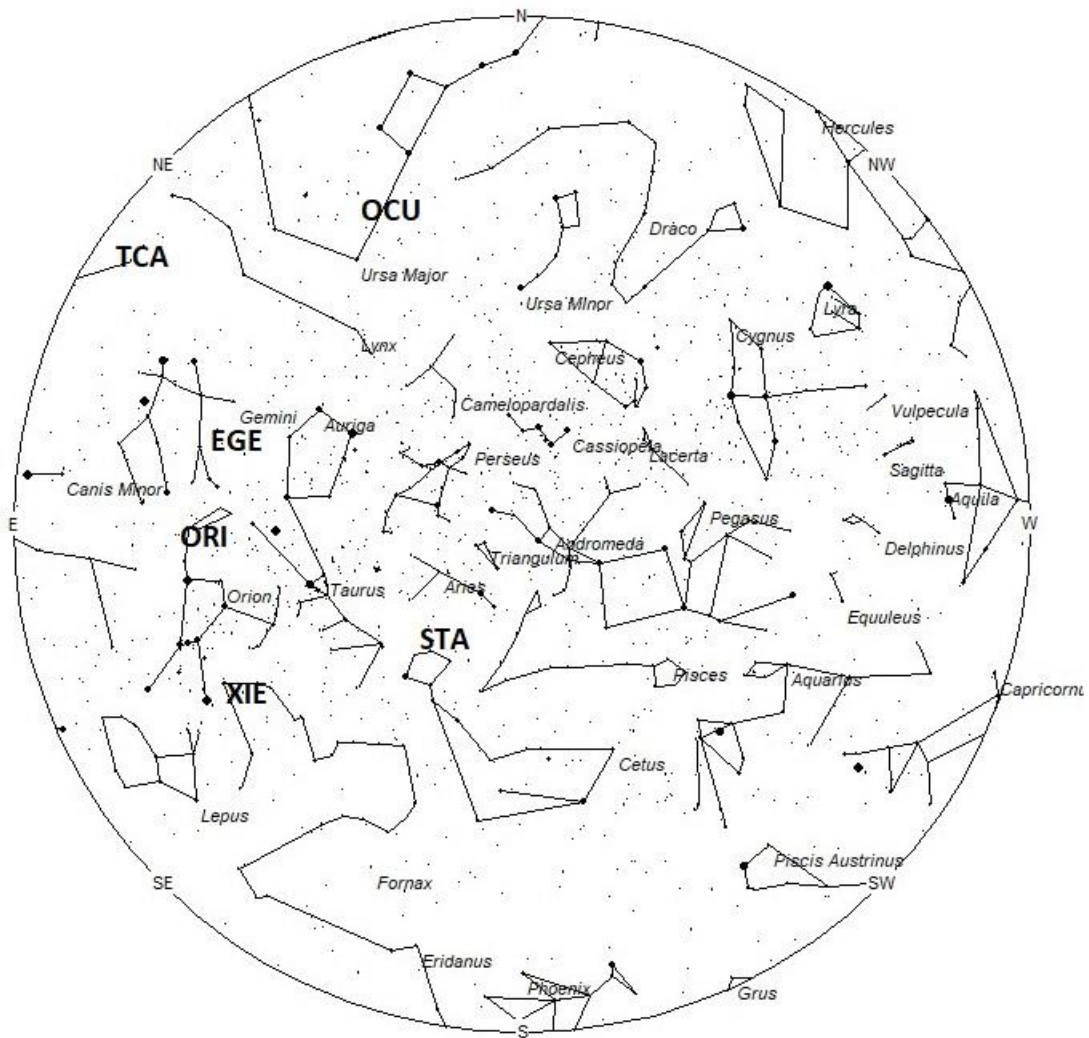 N
Hercules
NE
NW
OCU
Draco
TCA
Ursa Major
Ursa Minor
Lyra
Lynx
Cepheus
Cygnus
Camelopardalis
Vulpecula
Gemini
Auriga
EGE
Cassiopeia
Perseus
Lacerta
Sagitta
Canis Minor
Aquila
Pegasus
E
W
ORI
Andromeda
Triangulum
Delphinus
Taurus
Aries
Orion
Equuleus
STA
Pisces
Aquarius
XIE
Capricornu
Cetus
Lepus
Piscis Austrinus
SE
Fornax
SW
Eridanus
Phoenix
Grus
S